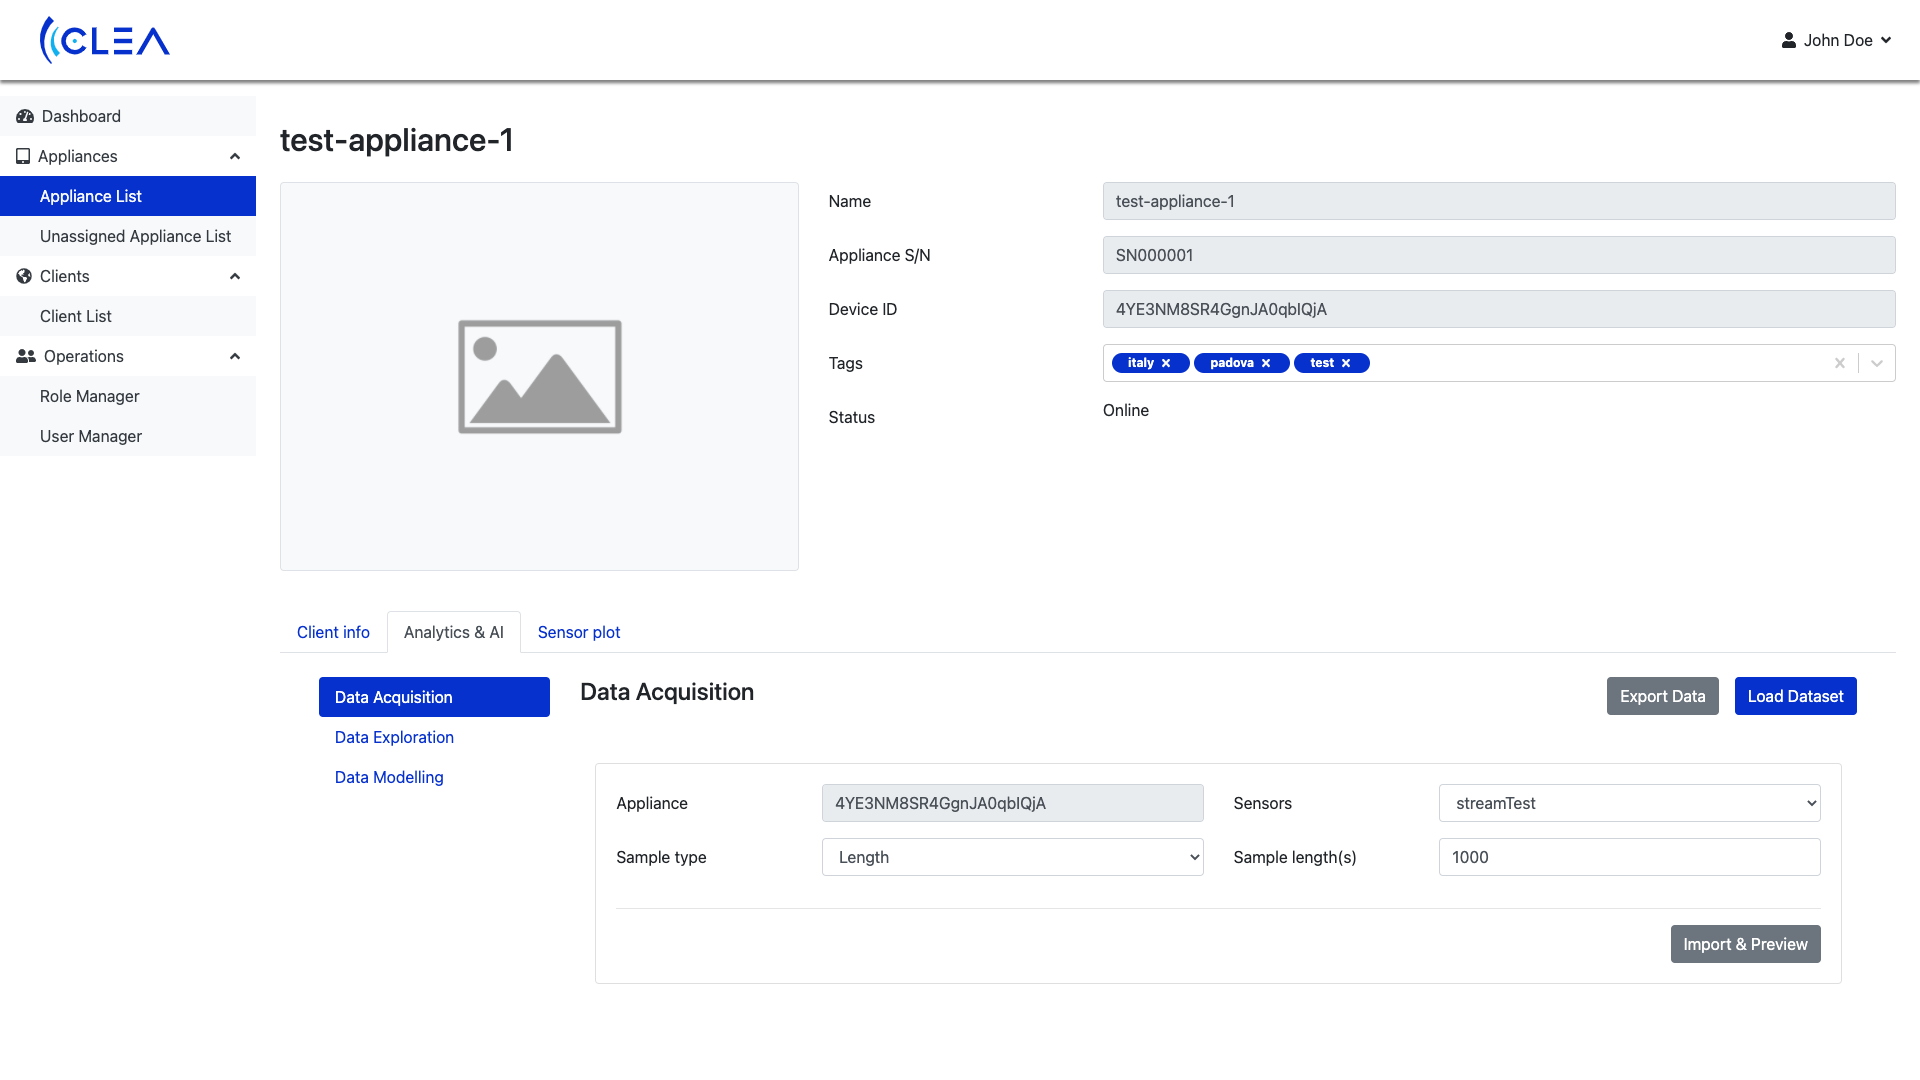 CLEA
John Doe
Dashboard
Appliances
Appliance List
Unassigned Appliance List
Clients
Client List
Operations
Role Manager
User Manager
test-appliance-1
Name
test-appliance-1
Appliance S/N
SN000001
Device ID
4YE3NM8SR4GgnJA0qbIQjA
Tags
italy padova test
Status
Online
Client info
Analytics & AI
Sensor plot
Data Acquisition
Data Exploration
Data Modelling
Data Acquisition
Export Data
Load Dataset
Appliance
4YE3NM8SR4GgnJA0qbIQjA
Sensors
streamTest
Sample type
Length
Sample length(s)
1000
Import & Preview